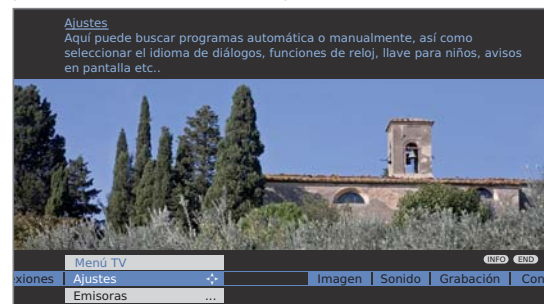 Ajustes
Aquí puede buscar programas automática o manualmente, así como
seleccionar el idioma de diálogos, funciones de reloj, llave para niños, avisos
en pantalla etc..
Menú TV
INFO END
exiones Ajustes Imagen Sonido Grabación Con
Emisoras ...